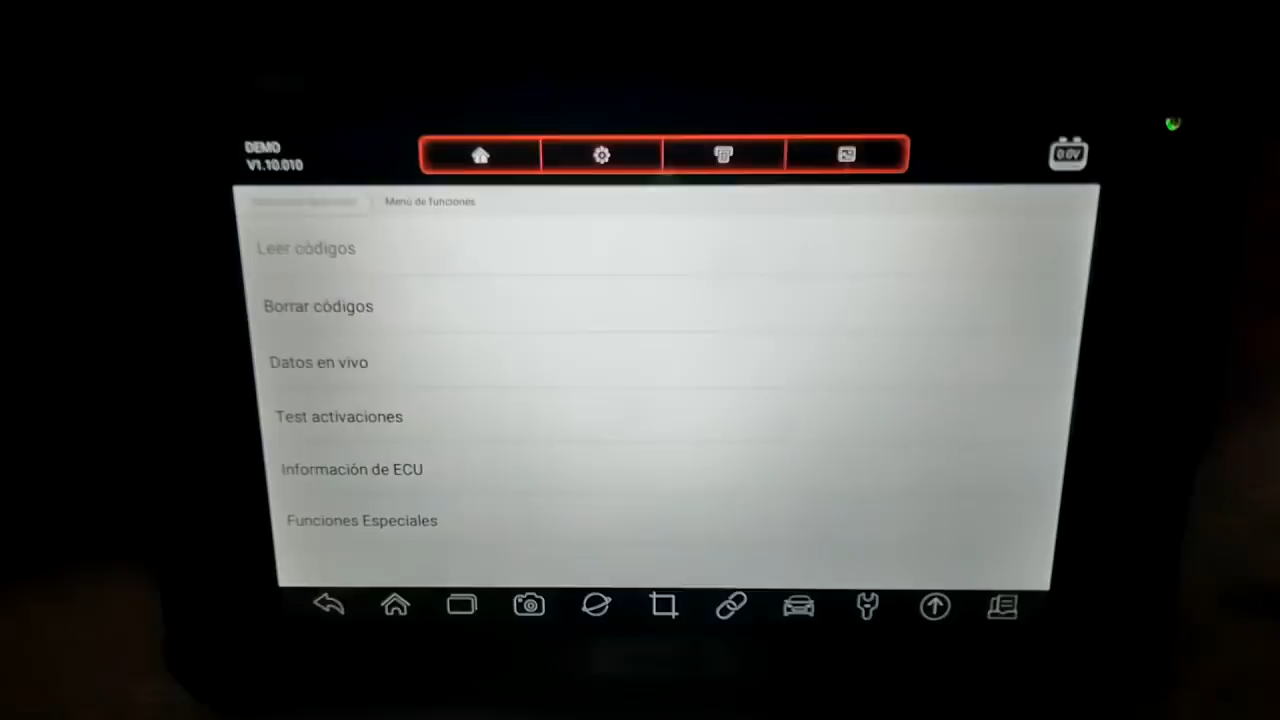 DEMO
V1.10.010
0.0V
Menú de funciones
Leer códigos
Borrar códigos
Datos en vivo
Test activaciones
Información de ECU
Funciones Especiales